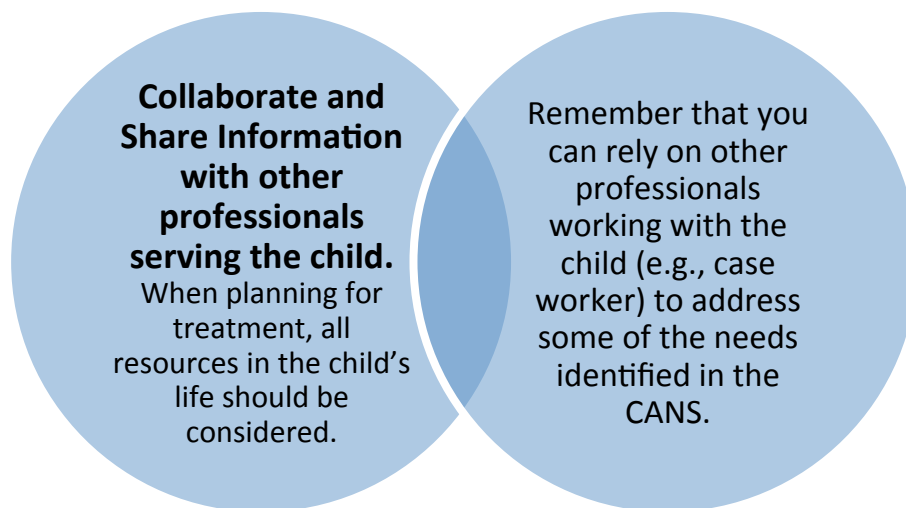 Collaborate and
Share Information
with other
professionals
serving the child.
When planning for
treatment, all
resources in the child’s
life should be
considered.
Remember that you
can rely on other
professionals
working with the
child (e.g., case
worker) to address
some of the needs
identified in the
CANS.